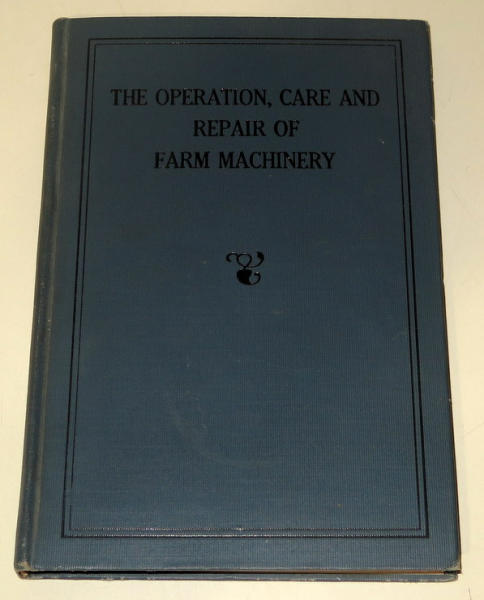 THE OPERATION, CARE AND
REPAIR OF
FARM MACHINERY